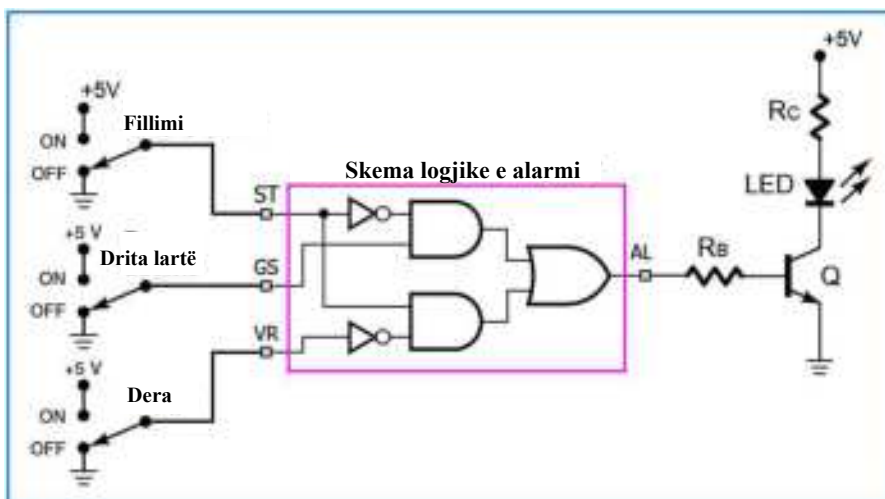 +5V
Fillimi
ON
OFF
Skema logjike e alarmi
ST
+5 V
Drita lartë
ON
OFF
GS
VR
+5 V
Dera
ON
OFF
AL
RB
+5V
RC
LED
Q